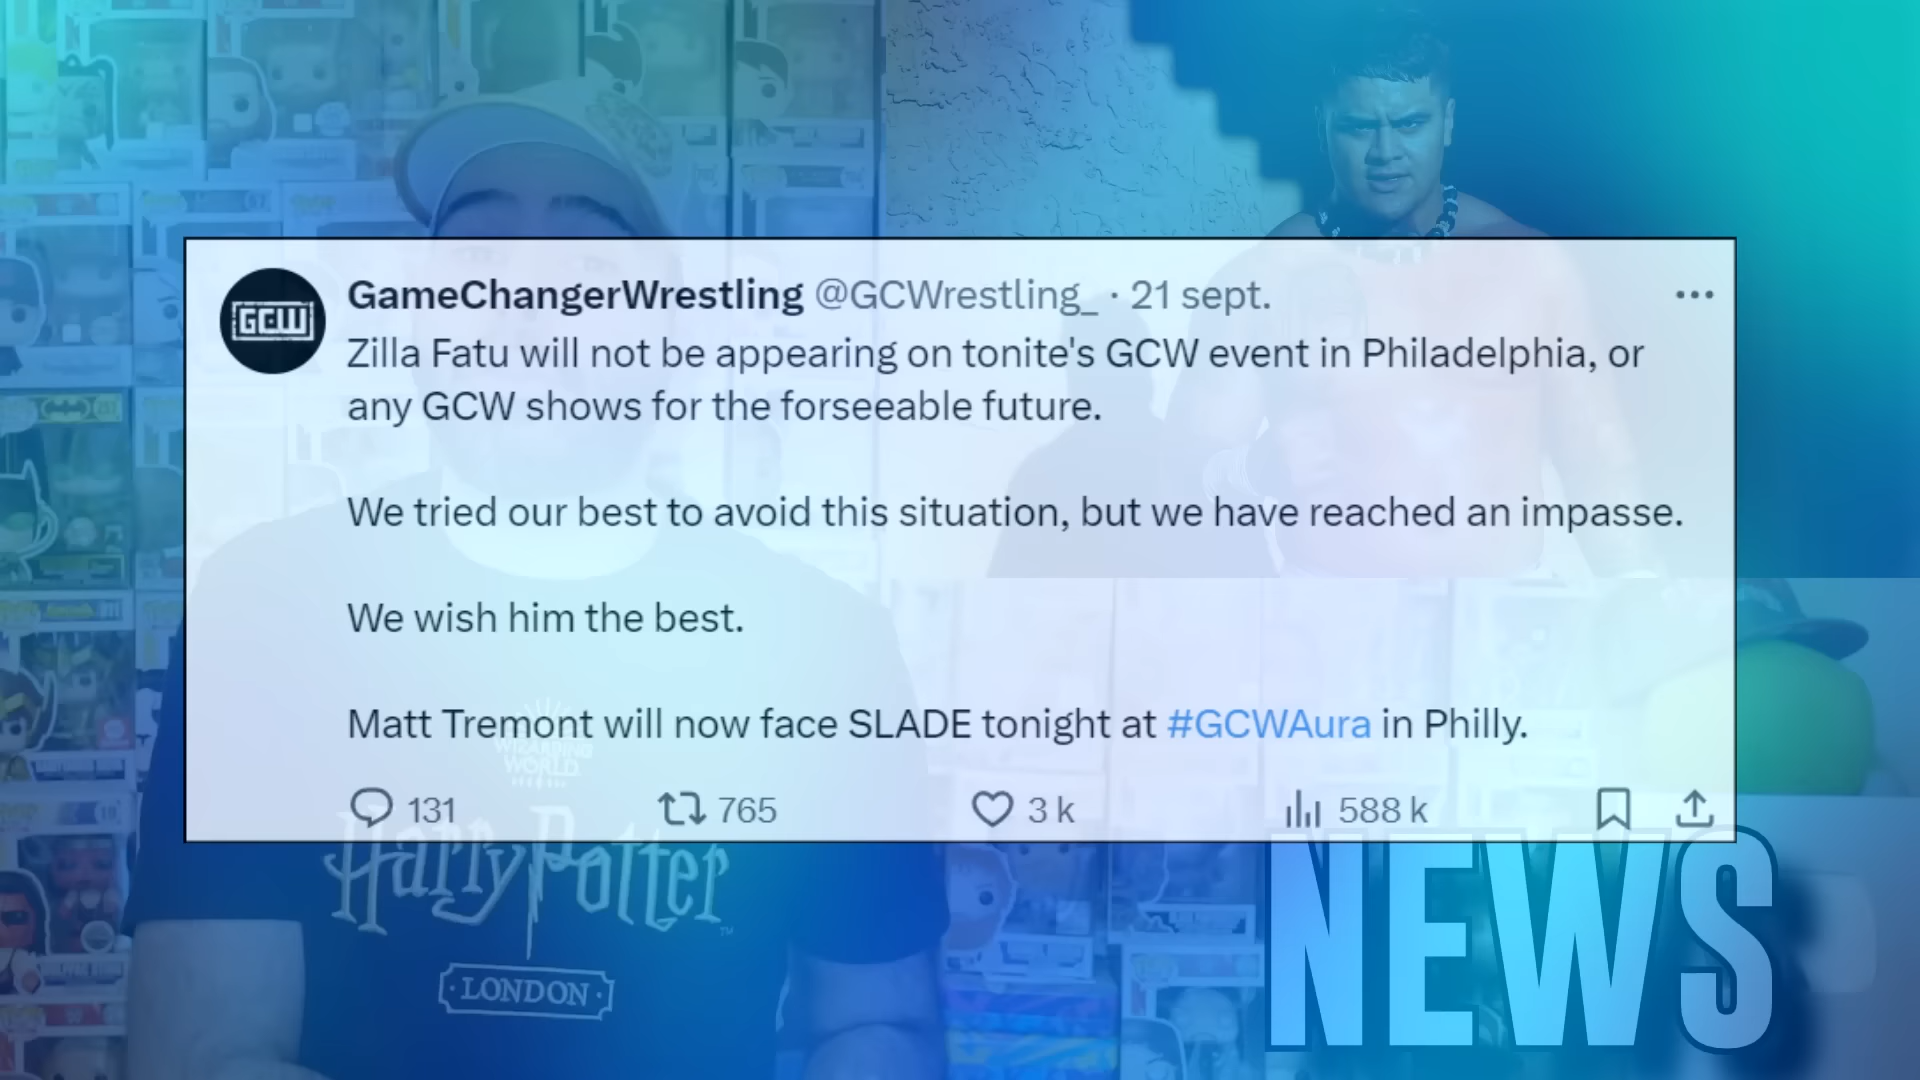 GameChangerWrestling @GCWrestling_ · 21 sept.
GCW
Zilla Fatu will not be appearing on tonite's GCW event in Philadelphia, or
any GCW shows for the forseeable future.
We tried our best to avoid this situation, but we have reached an impasse.
We wish him the best.
Matt Tremont will now face SLADE tonight at #GCWAura in Philly.
131 765 3 k 588 k
WIZARDING
WORLD
Harry Potter
LONDON
NEWS